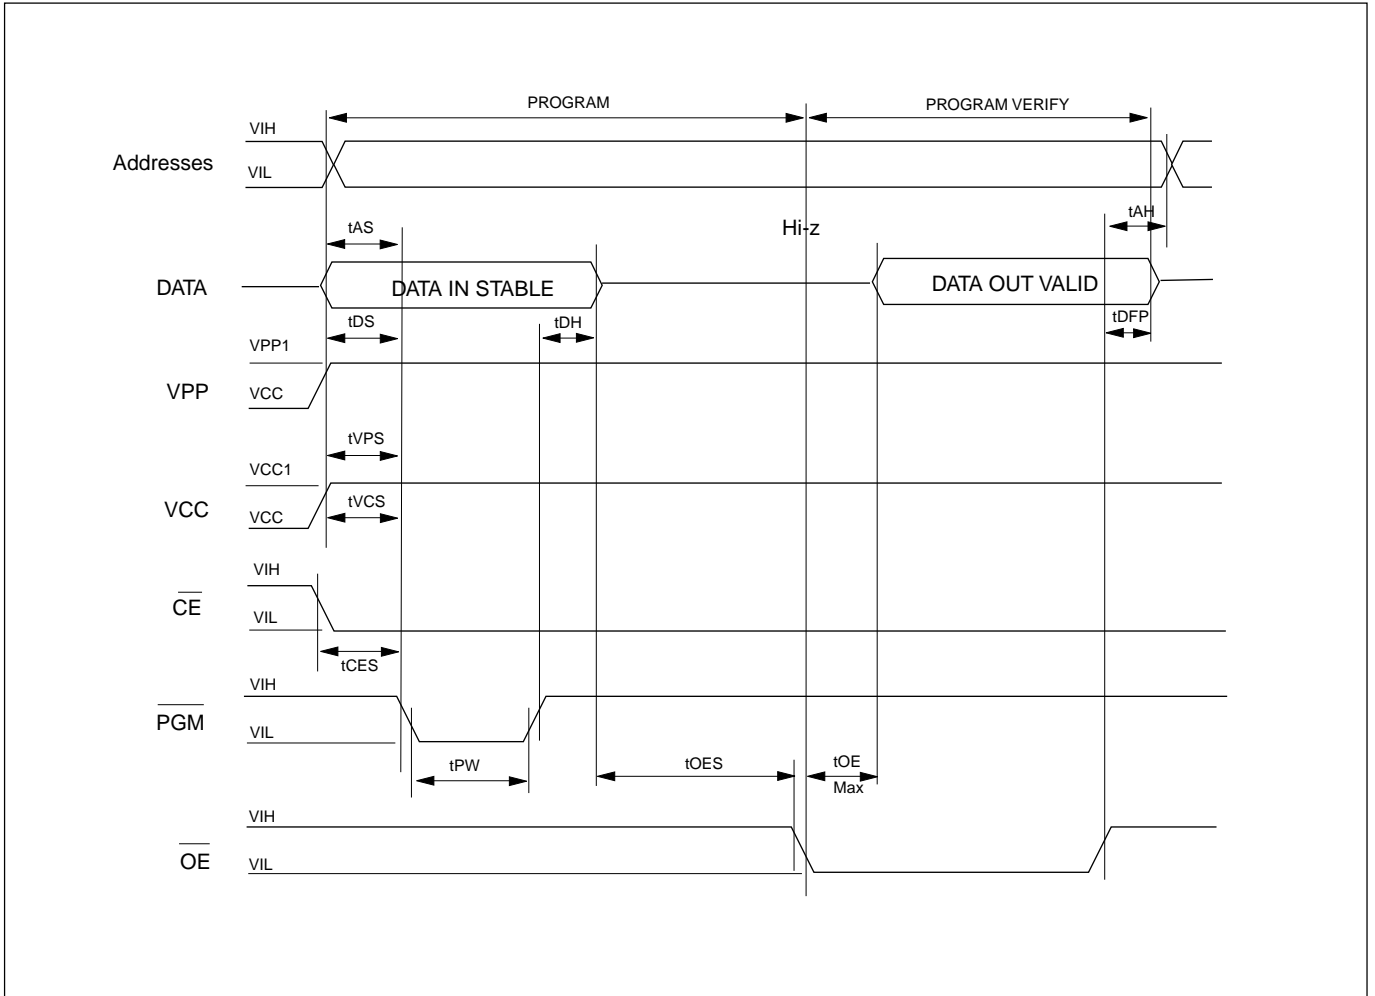 PROGRAM
PROGRAM VERIFY
VIH
Addresses
VIL
tAS
Hi-z
tAH
DATA
DATA IN STABLE
DATA OUT VALID
tDS
tDH
tDFP
VPP1
VPP
VCC
tVPS
VCC1
VCC
tVCS
VCC
VIH
CE
VIL
tCES
VIH
PGM
VIL
tPW
tOES
tOE
Max
VIH
OE
VIL